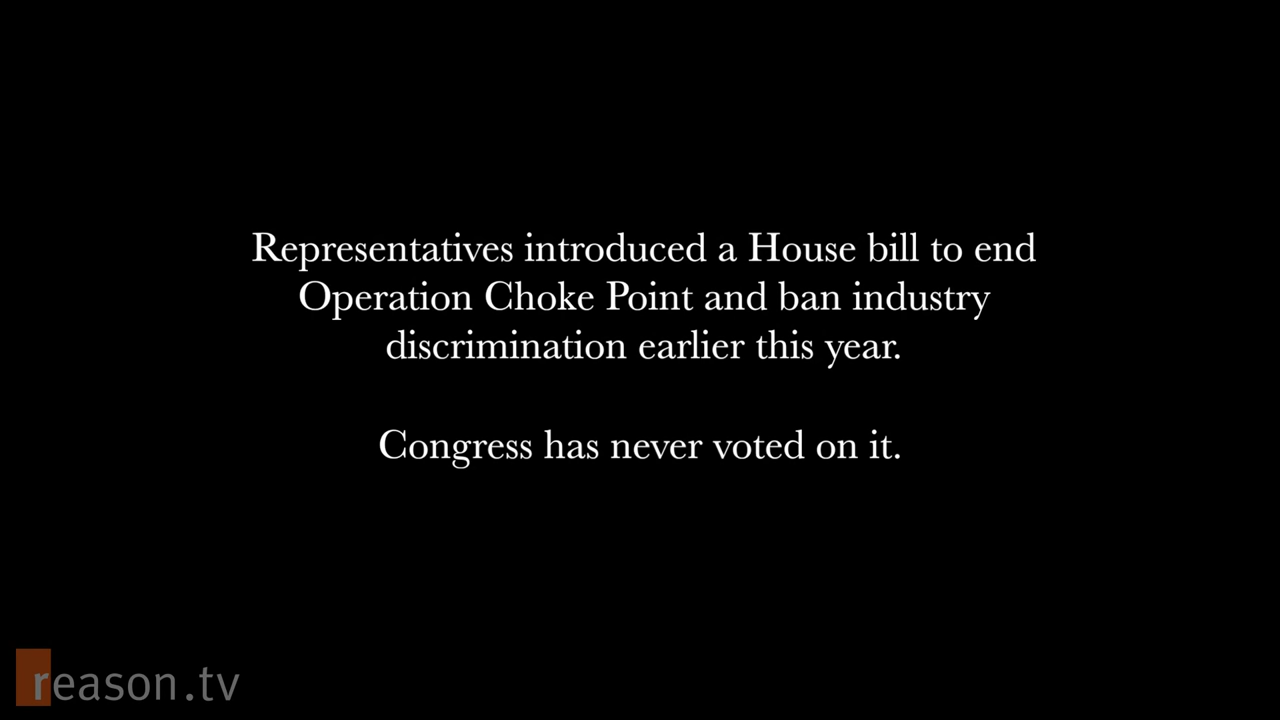 Representatives introduced a House bill to end
Operation Choke Point and ban industry
discrimination earlier this year.
Congress has never voted on it.
reason.tv